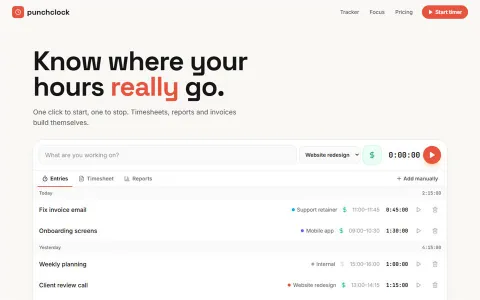 punchclock
Tracker Focus Pricing Start timer
Know where your
hours really go.
One click to start, one to stop. Timesheets, reports and invoices
build themselves.
What are you working on? Website redesign $ 0:00:00
Entries Timesheet Reports + Add manually
Today 2:15:00
Fix invoice email Support retainer $ 11:00–11:45 0:45:00
Onboarding screens Mobile app $ 09:00–10:30 1:30:00
Yesterday 4:15:00
Weekly planning Internal $ 15:00–16:00 1:00:00
Client review call Website redesign $ 13:00–14:15 1:15:00